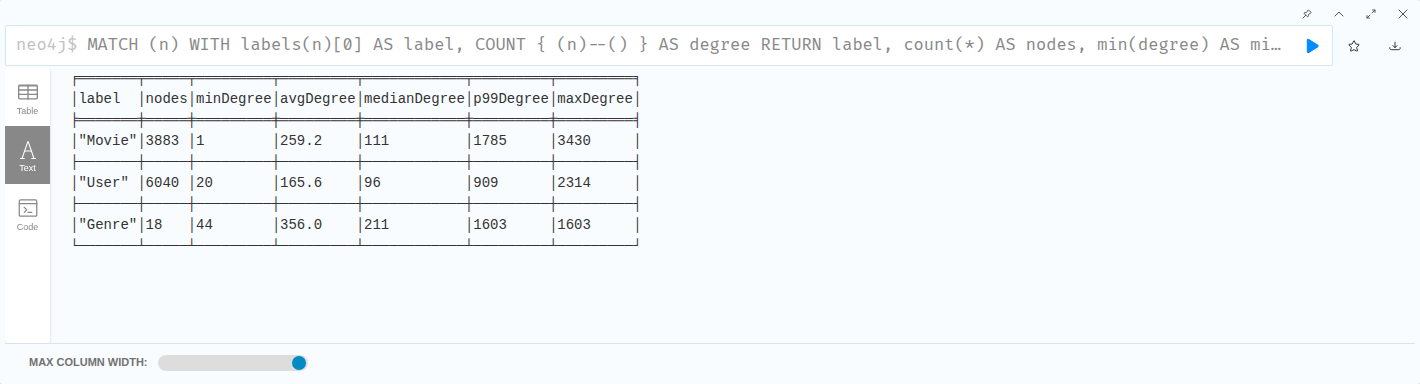 neo4j$ MATCH (n) WITH labels(n)[0] AS label, COUNT { (n)--() } AS degree RETURN label, count(*) AS nodes, min(degree) AS mi…
Table
Text
Code
label nodes minDegree avgDegree medianDegree p99Degree maxDegree
"Movie" 3883 1 259.2 111 1785 3430
"User" 6040 20 165.6 96 909 2314
"Genre" 18 44 356.0 211 1603 1603
MAX COLUMN WIDTH: